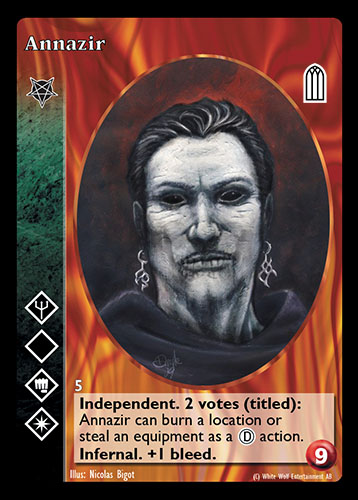 Annazir
5
Independent. 2 votes (titled):
Annazir can burn a location or
steal an equipment as a Ⓓ action.
Infernal. +1 bleed.
9
Illus: Nicolas Bigot
(C) White Wolf Entertainment AB